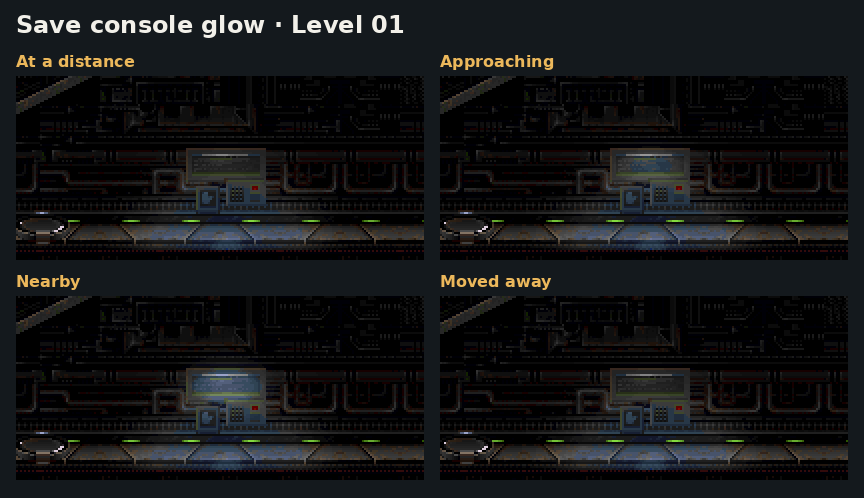 Save console glow · Level 01
At a distance
Approaching
Nearby
Moved away